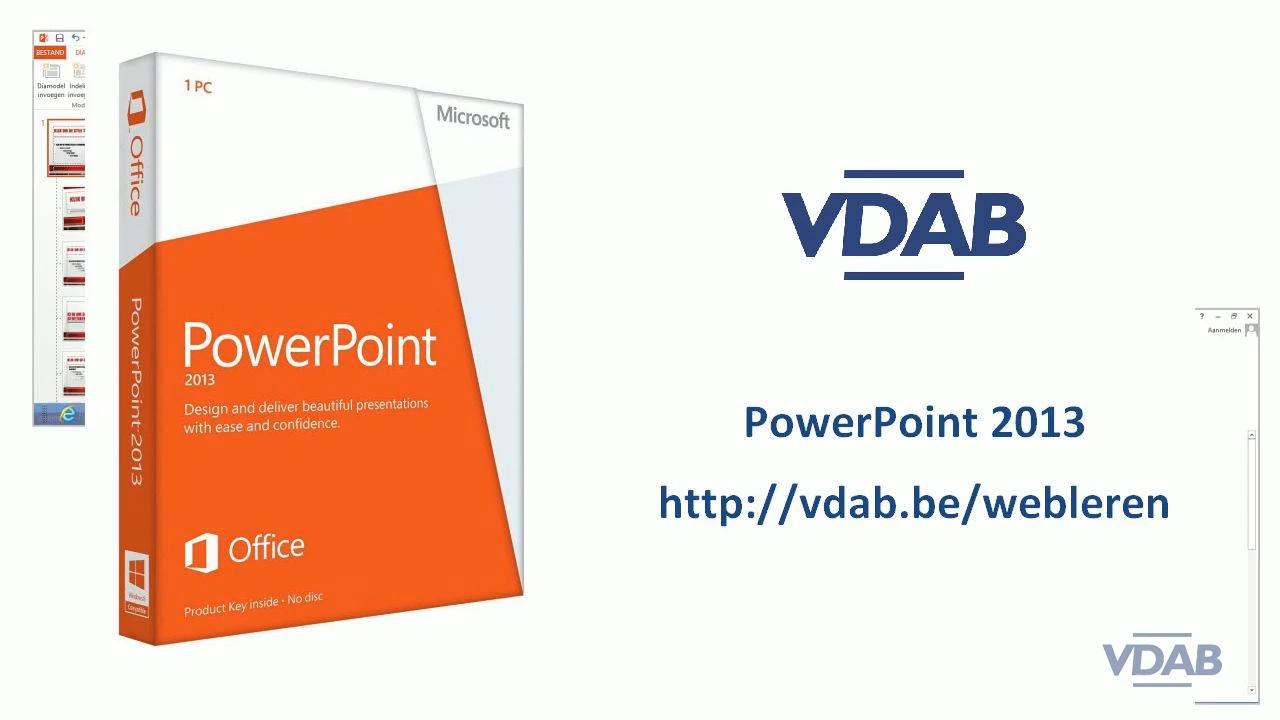 BESTAND
Diamodel
invoegen
1
1 PC
Microsoft
Office
PowerPoint 2013
PowerPoint
2013
Design and deliver beautiful presentations
with ease and confidence.
Office
Product Key inside • No disc
VDAB
PowerPoint 2013
http://vdab.be/webleren
?
Aanmelden
VDAB